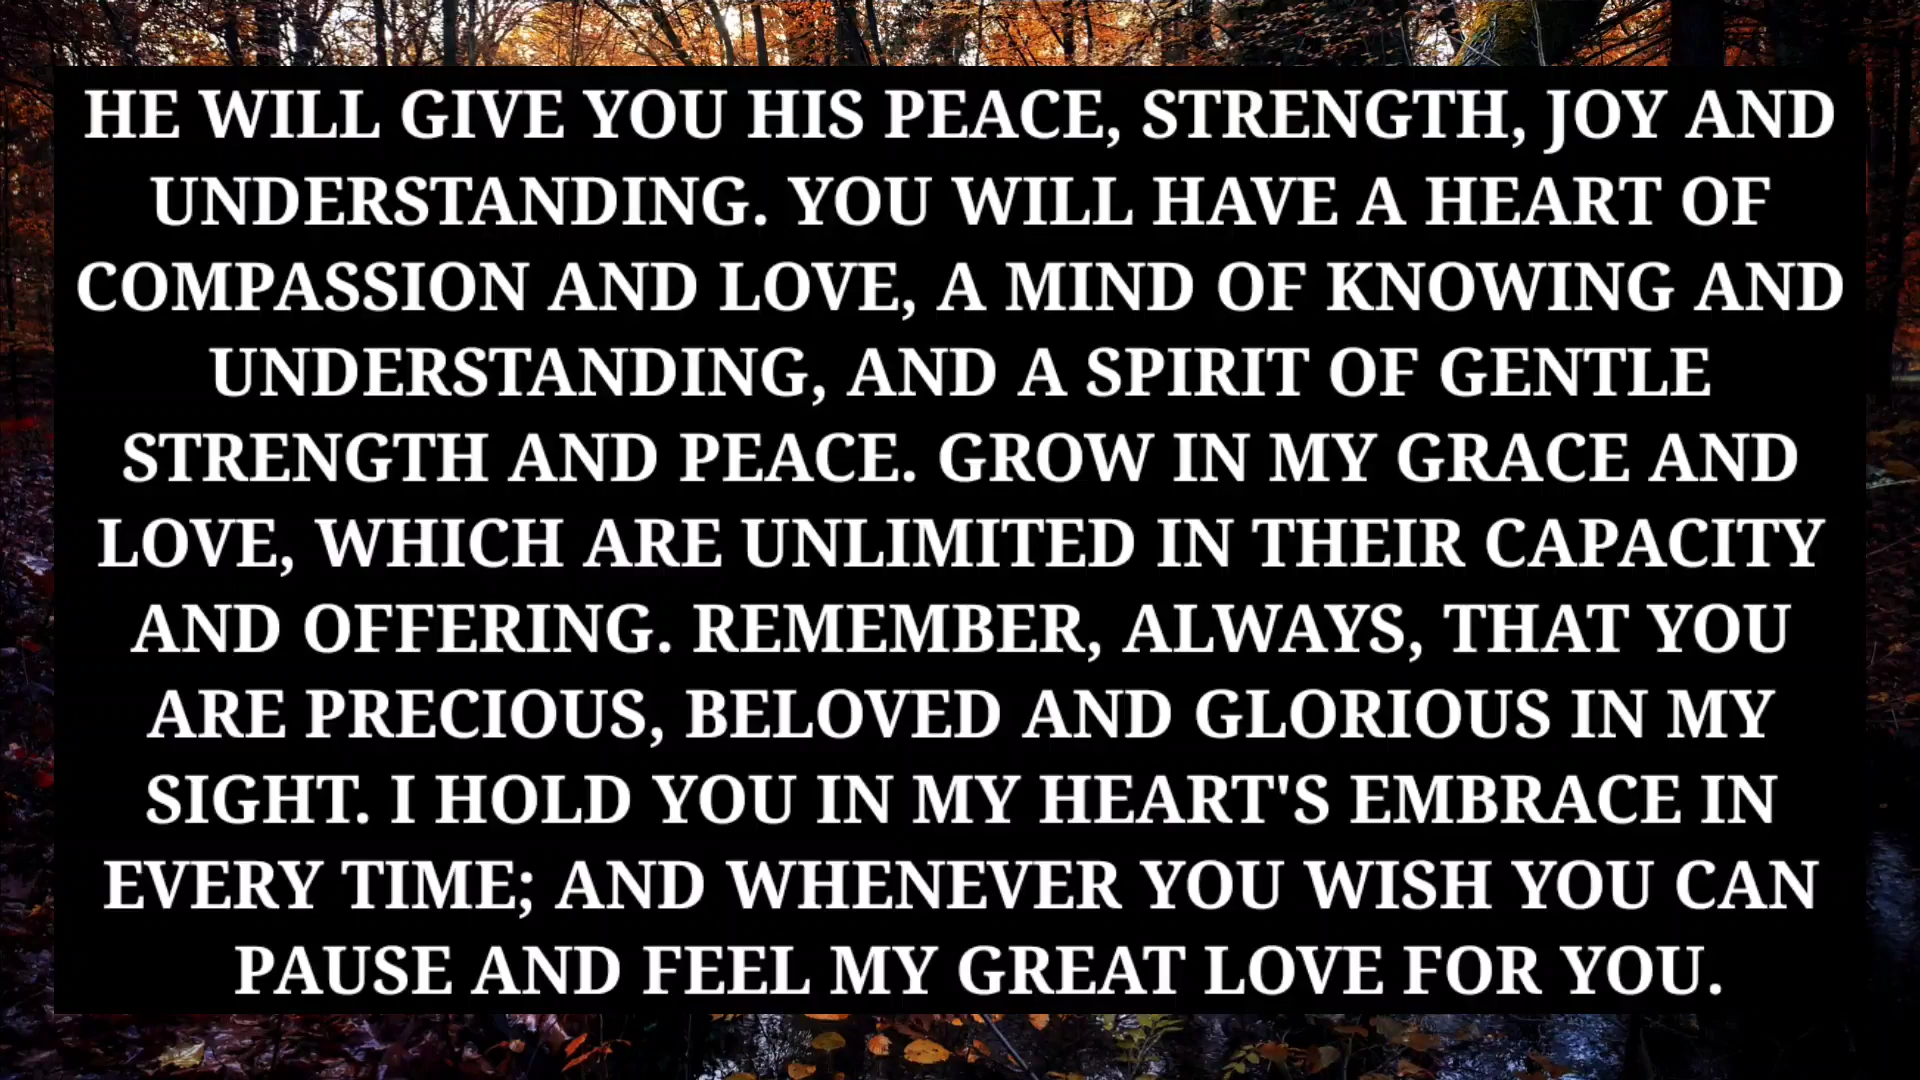 HE WILL GIVE YOU HIS PEACE, STRENGTH, JOY AND
UNDERSTANDING. YOU WILL HAVE A HEART OF
COMPASSION AND LOVE, A MIND OF KNOWING AND
UNDERSTANDING, AND A SPIRIT OF GENTLE
STRENGTH AND PEACE. GROW IN MY GRACE AND
LOVE, WHICH ARE UNLIMITED IN THEIR CAPACITY
AND OFFERING. REMEMBER, ALWAYS, THAT YOU
ARE PRECIOUS, BELOVED AND GLORIOUS IN MY
SIGHT. I HOLD YOU IN MY HEART'S EMBRACE IN
EVERY TIME; AND WHENEVER YOU WISH YOU CAN
PAUSE AND FEEL MY GREAT LOVE FOR YOU.